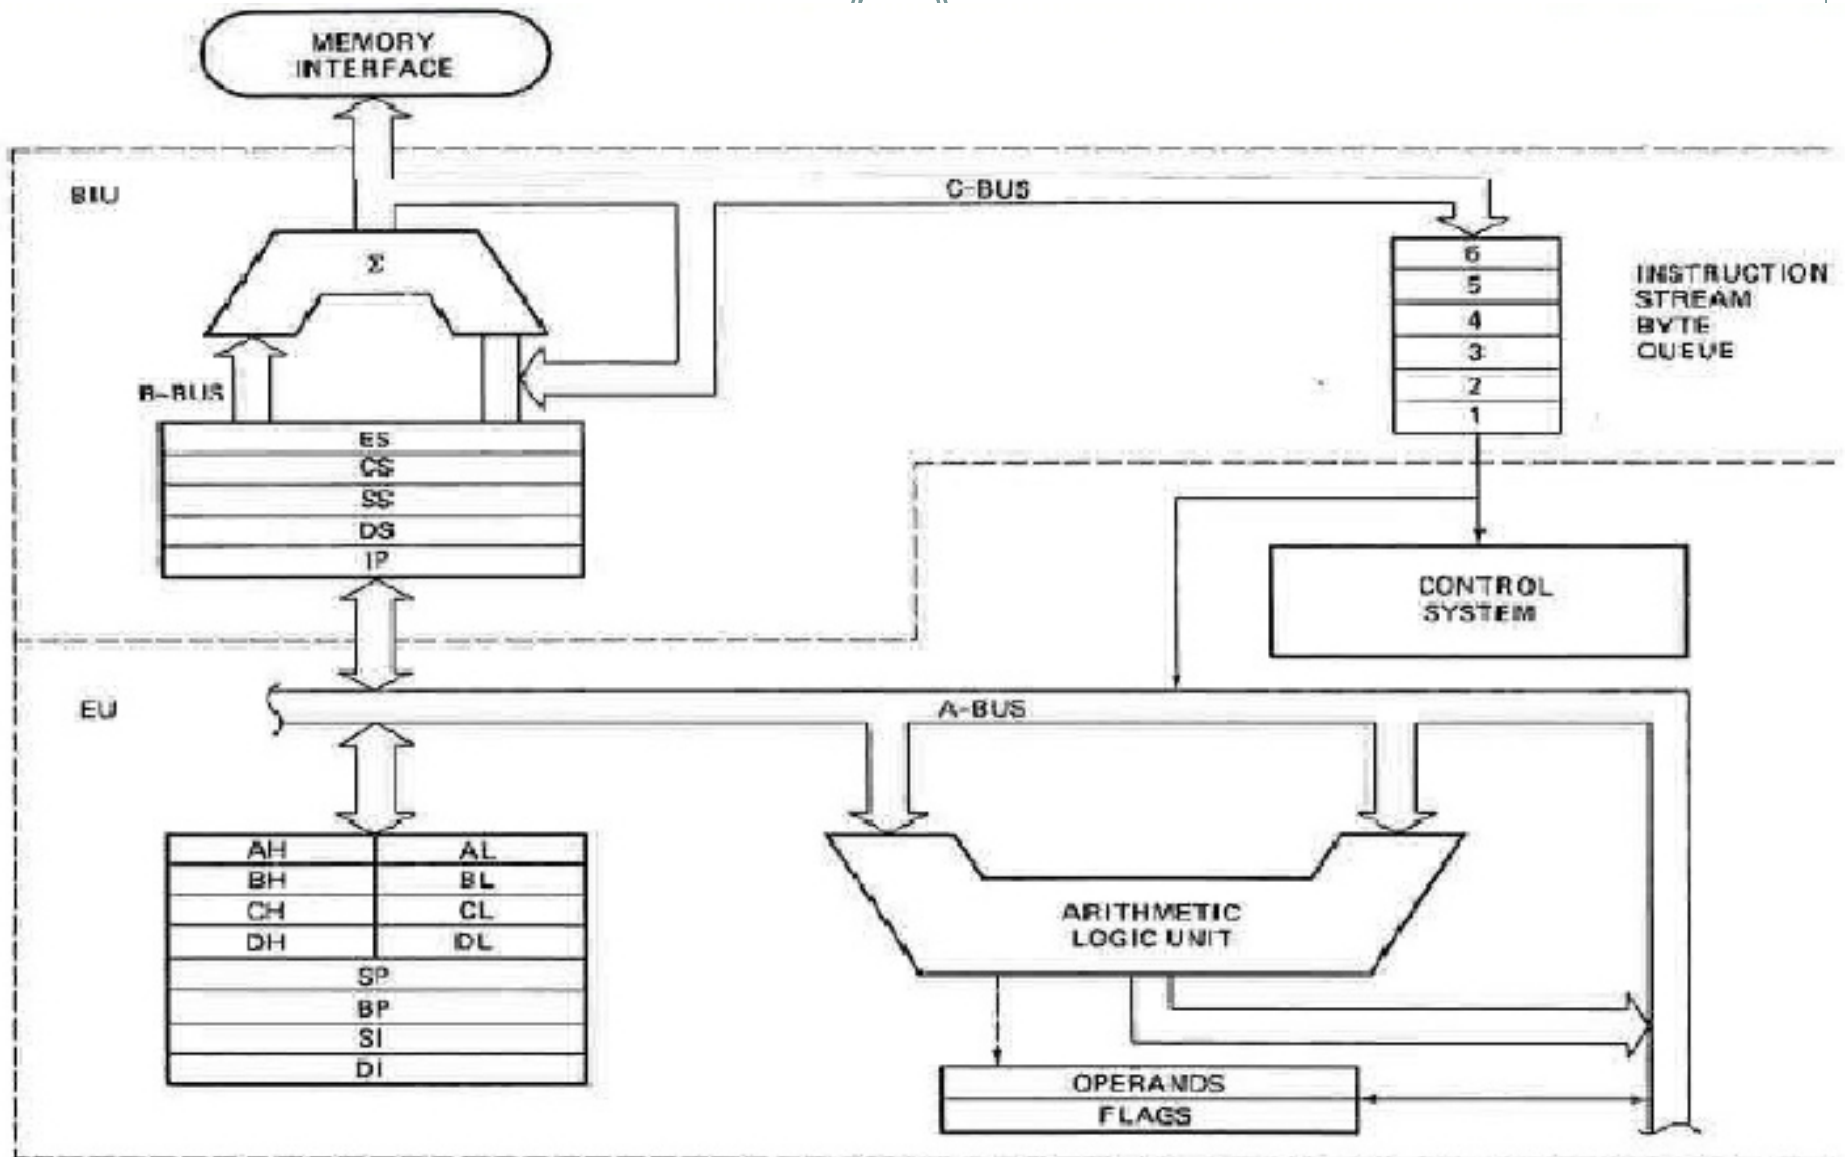 MEMORY
INTERFACE
BIU
C-BUS
Σ
6
5
4
3
2
1
INSTRUCTION
STREAM
BYTE
QUEUE
B-BUS
ES
CS
SS
DS
IP
CONTROL
SYSTEM
EU
A-BUS
AH AL
BH BL
CH CL
DH DL
SP
BP
SI
DI
ARITHMETIC
LOGIC UNIT
OPERANDS
FLAGS